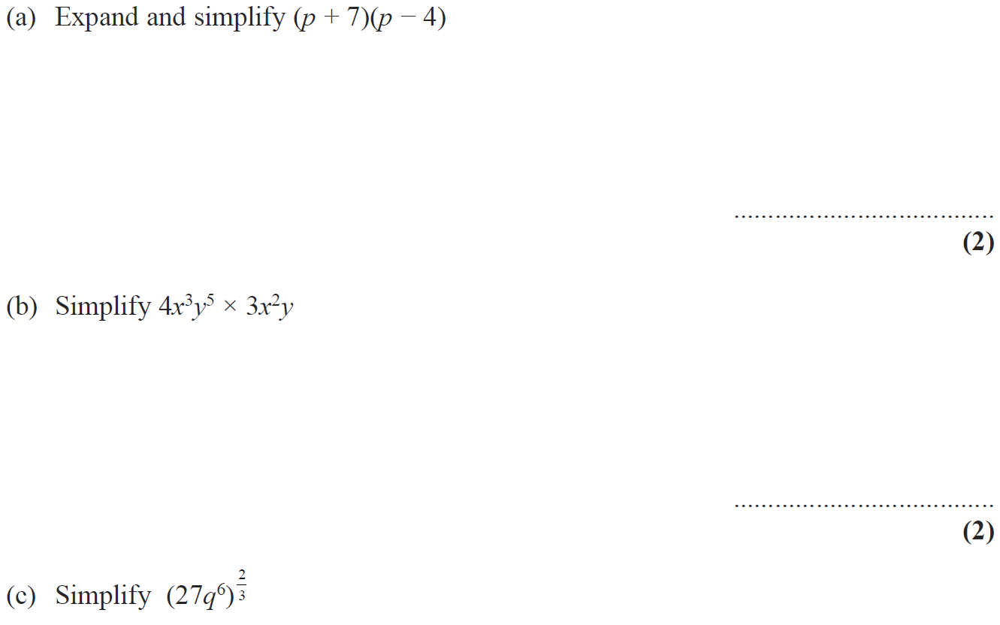 (a) Expand and simplify (p + 7)(p − 4)
......................................
(2)
(b) Simplify 4x³y⁵ × 3x²y
......................................
(2)
(c) Simplify (27q⁶)^(2/3)